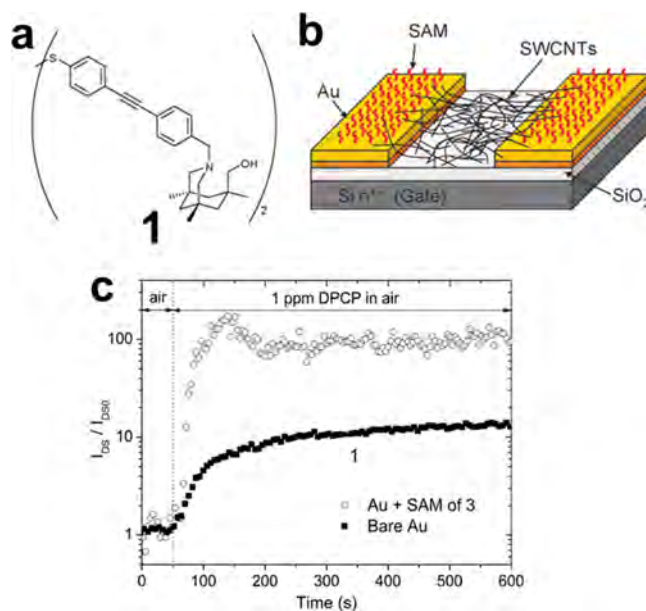 a
S
N
OH
2
1
b
SAM
SWCNTs
Au
Si n++ (Gate)
SiO2
c
air
1 ppm DPCP in air
100
10
1
IDS / IDS0
1
Au + SAM of 3
Bare Au
0 100 200 300 400 500 600
Time (s)